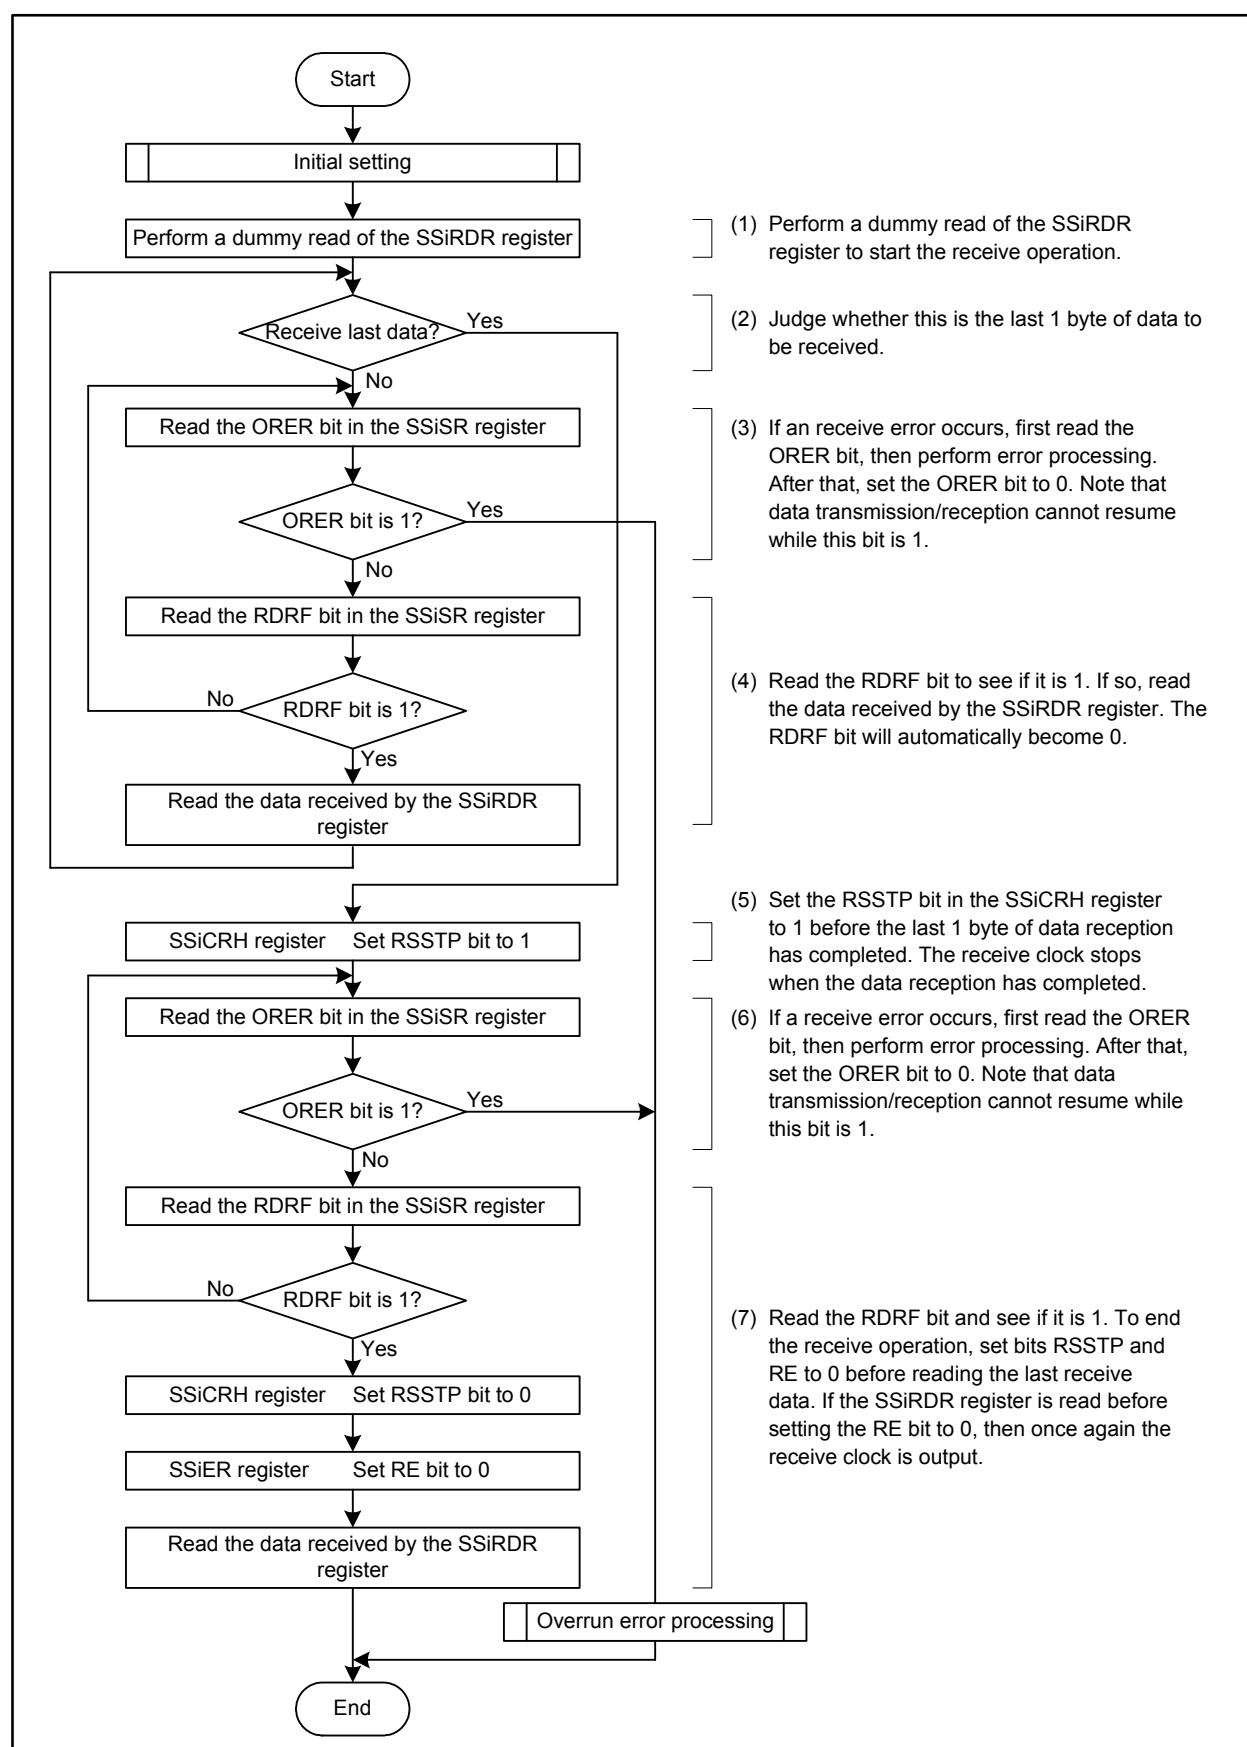 Start
Initial setting
Perform a dummy read of the SSiRDR register
(1) Perform a dummy read of the SSiRDR
register to start the receive operation.
Receive last data?
Yes
No
(2) Judge whether this is the last 1 byte of data to
be received.
Read the ORER bit in the SSiSR register
ORER bit is 1?
Yes
No
(3) If an receive error occurs, first read the
ORER bit, then perform error processing.
After that, set the ORER bit to 0. Note that
data transmission/reception cannot resume
while this bit is 1.
Read the RDRF bit in the SSiSR register
No
RDRF bit is 1?
Yes
Read the data received by the SSiRDR
register
(4) Read the RDRF bit to see if it is 1. If so, read
the data received by the SSiRDR register. The
RDRF bit will automatically become 0.
SSiCRH register Set RSSTP bit to 1
(5) Set the RSSTP bit in the SSiCRH register
to 1 before the last 1 byte of data reception
has completed. The receive clock stops
when the data reception has completed.
Read the ORER bit in the SSiSR register
ORER bit is 1?
Yes
No
(6) If a receive error occurs, first read the ORER
bit, then perform error processing. After that,
set the ORER bit to 0. Note that data
transmission/reception cannot resume while
this bit is 1.
Read the RDRF bit in the SSiSR register
No
RDRF bit is 1?
Yes
SSiCRH register Set RSSTP bit to 0
SSiER register Set RE bit to 0
Read the data received by the SSiRDR
register
(7) Read the RDRF bit and see if it is 1. To end
the receive operation, set bits RSSTP and
RE to 0 before reading the last receive
data. If the SSiRDR register is read before
setting the RE bit to 0, then once again the
receive clock is output.
Overrun error processing
End